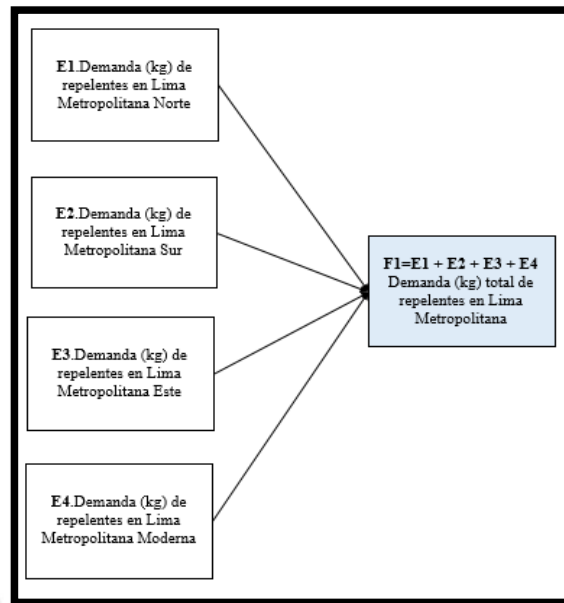 E1.Demanda (kg) de
repelentes en Lima
Metropolitana Norte
E2.Demanda (kg) de
repelentes en Lima
Metropolitana Sur
E3.Demanda (kg) de
repelentes en Lima
Metropolitana Este
E4.Demanda (kg) de
repelentes en Lima
Metropolitana Moderna
F1=E1 + E2 + E3 + E4
Demanda (kg) total de
repelentes en Lima
Metropolitana